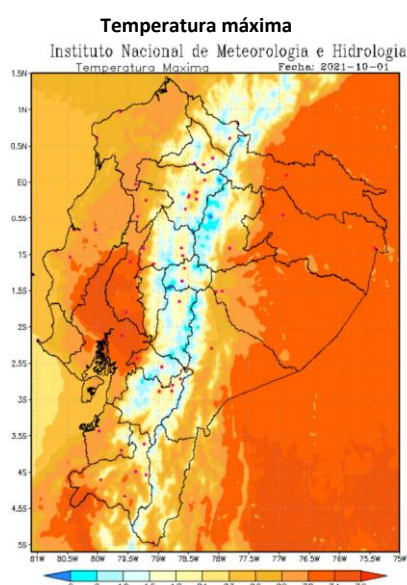 Temperatura máxima
Instituto Nacional de Meteorologia e Hidrologia
Temperatura Maxima Fecha: 2021-10-01
1.5N
1N
0.5N
EQ
0.5S
1S
1.5S
2S
2.5S
3S
3.5S
4S
4.5S
5S
81W 80.5W 80W 79.5W 79W 78.5W 78W 77.5W 77W 76.5W 76W 75.5W 75W